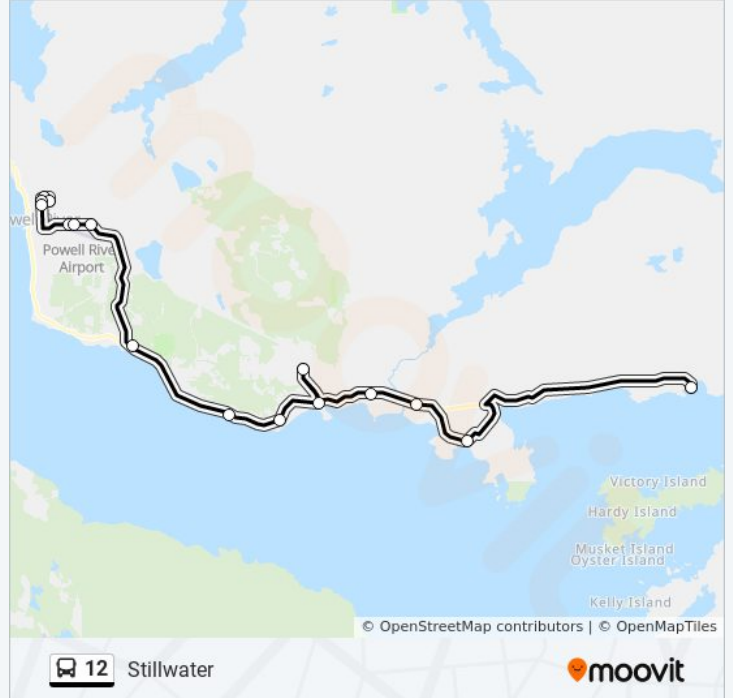 Powell River
Airport
Victory Island
Hardy Island
Musket Island
Oyster Island
Kelly Island
© OpenStreetMap contributors | © OpenMapTiles
12 Stillwater
moovit